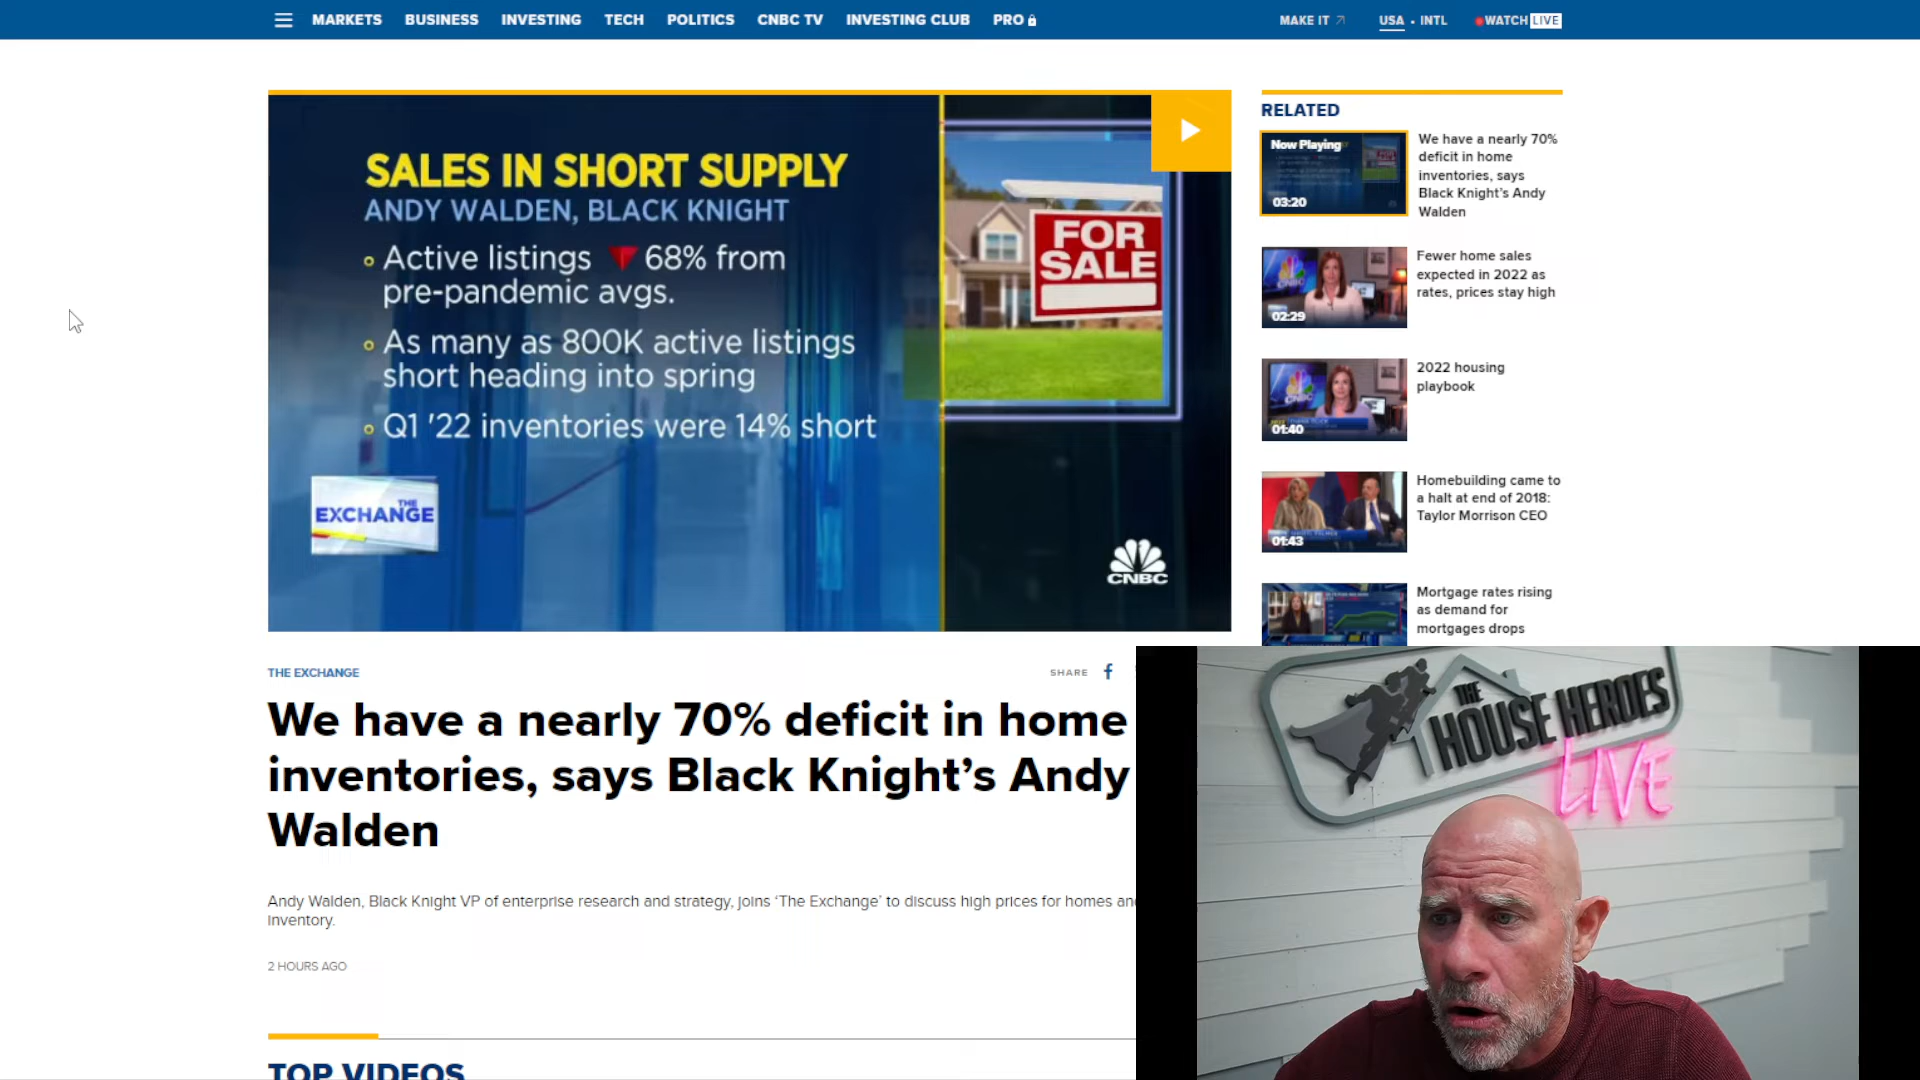 MARKETS BUSINESS INVESTING TECH POLITICS CNBC TV INVESTING CLUB PRO
MAKE IT USA • INTL WATCH LIVE
SALES IN SHORT SUPPLY
ANDY WALDEN, BLACK KNIGHT
Active listings 68% from
pre-pandemic avgs.
As many as 800K active listings
short heading into spring
Q1 '22 inventories were 14% short
THE
EXCHANGE
FOR
SALE
CNBC
RELATED
Now Playing
03:20
We have a nearly 70%
deficit in home
inventories, says
Black Knight's Andy
Walden
02:29
Fewer home sales
expected in 2022 as
rates, prices stay high
CNBC
01:40
2022 housing
playbook
01:43
Homebuilding came to
a halt at end of 2018:
Taylor Morrison CEO
Mortgage rates rising
as demand for
mortgages drops
THE EXCHANGE
SHARE f
We have a nearly 70% deficit in home
inventories, says Black Knight’s Andy
Walden
Andy Walden, Black Knight VP of enterprise research and strategy, joins ‘The Exchange’ to discuss high prices for homes
inventory.
2 HOURS AGO
TOP VIDEOS
THE
HOUSE HEROES
LIVE